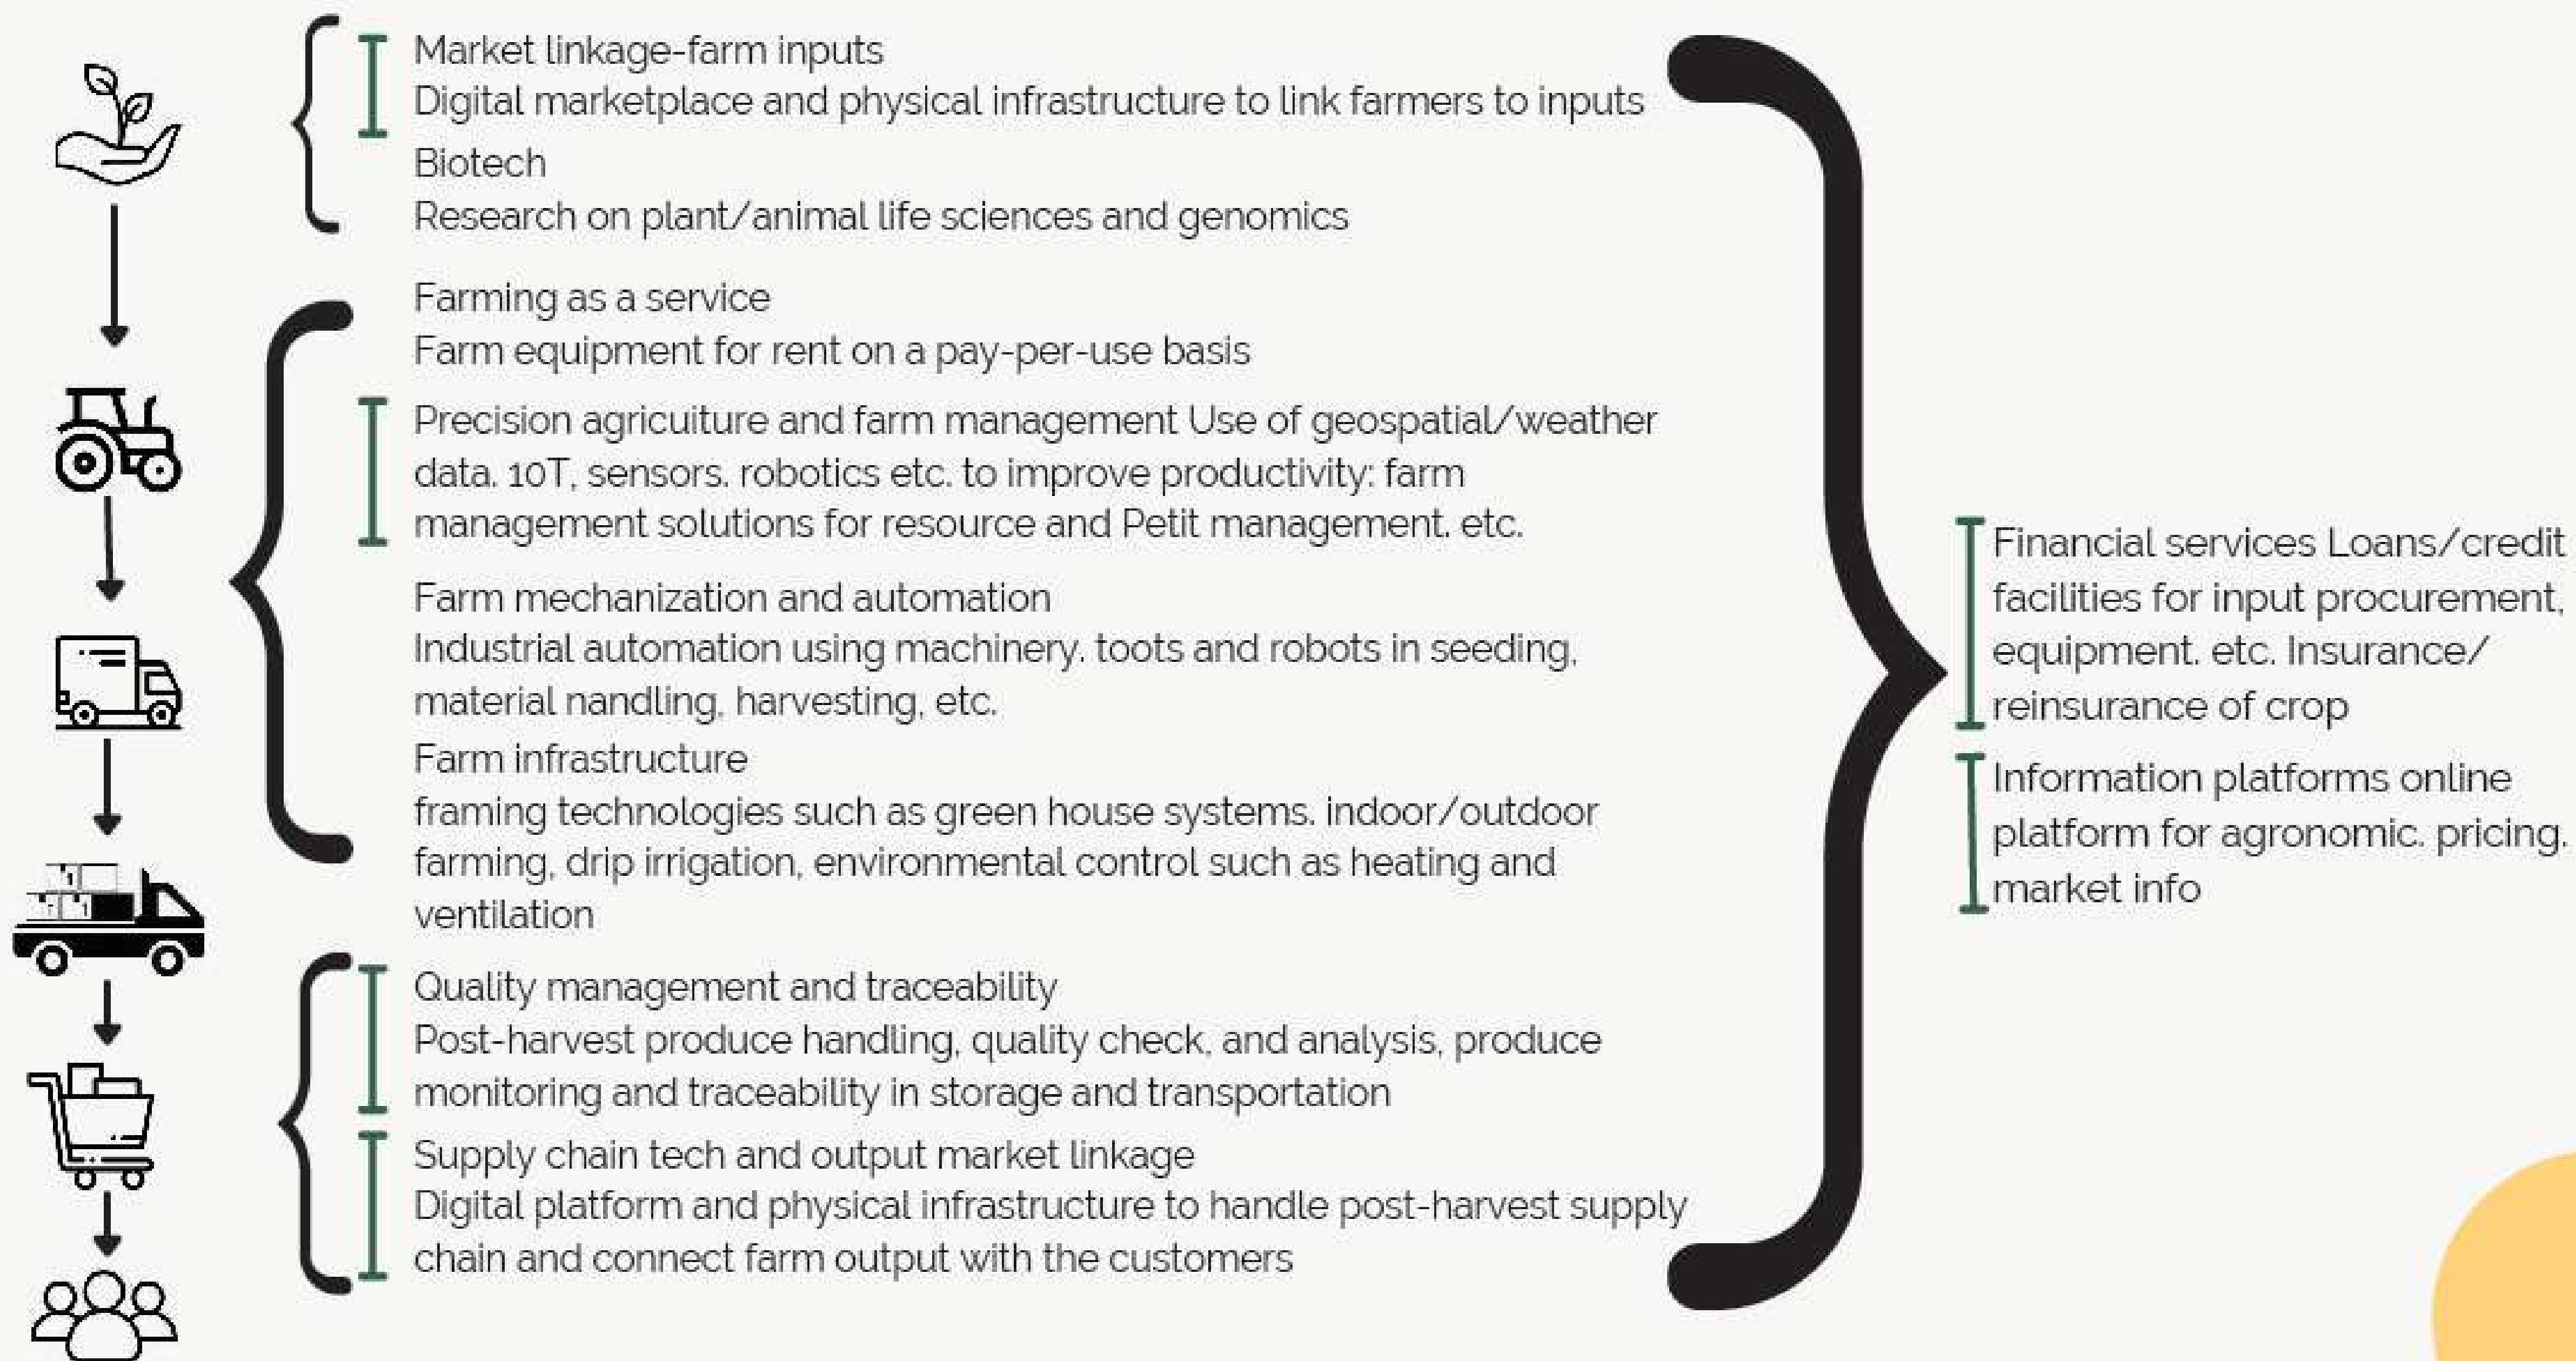 Market linkage-farm inputs
Digital marketplace and physical infrastructure to link farmers to inputs
Biotech
Research on plant/animal life sciences and genomics
Farming as a service
Farm equipment for rent on a pay-per-use basis
Precision agriciture and farm management Use of geospatial/weather
data. 10T, sensors. robotics etc. to improve productivity: farm
management solutions for resource and Petit management. etc.
Farm mechanization and automation
Industrial automation using machinery. toots and robots in seeding,
material nandling, harvesting, etc.
Farm infrastructure
framing technologies such as green house systems. indoor/outdoor
farming, drip irrigation, environmental control such as heating and
ventilation
Quality management and traceability
Post-harvest produce handling, quality check, and analysis, produce
monitoring and traceability in storage and transportation
Supply chain tech and output market linkage
Digital platform and physical infrastructure to handle post-harvest supply
chain and connect farm output with the customers
Financial services Loans/credit
facilities for input procurement,
equipment. etc. Insurance/
reinsurance of crop
Information platforms online
platform for agronomic. pricing.
market info